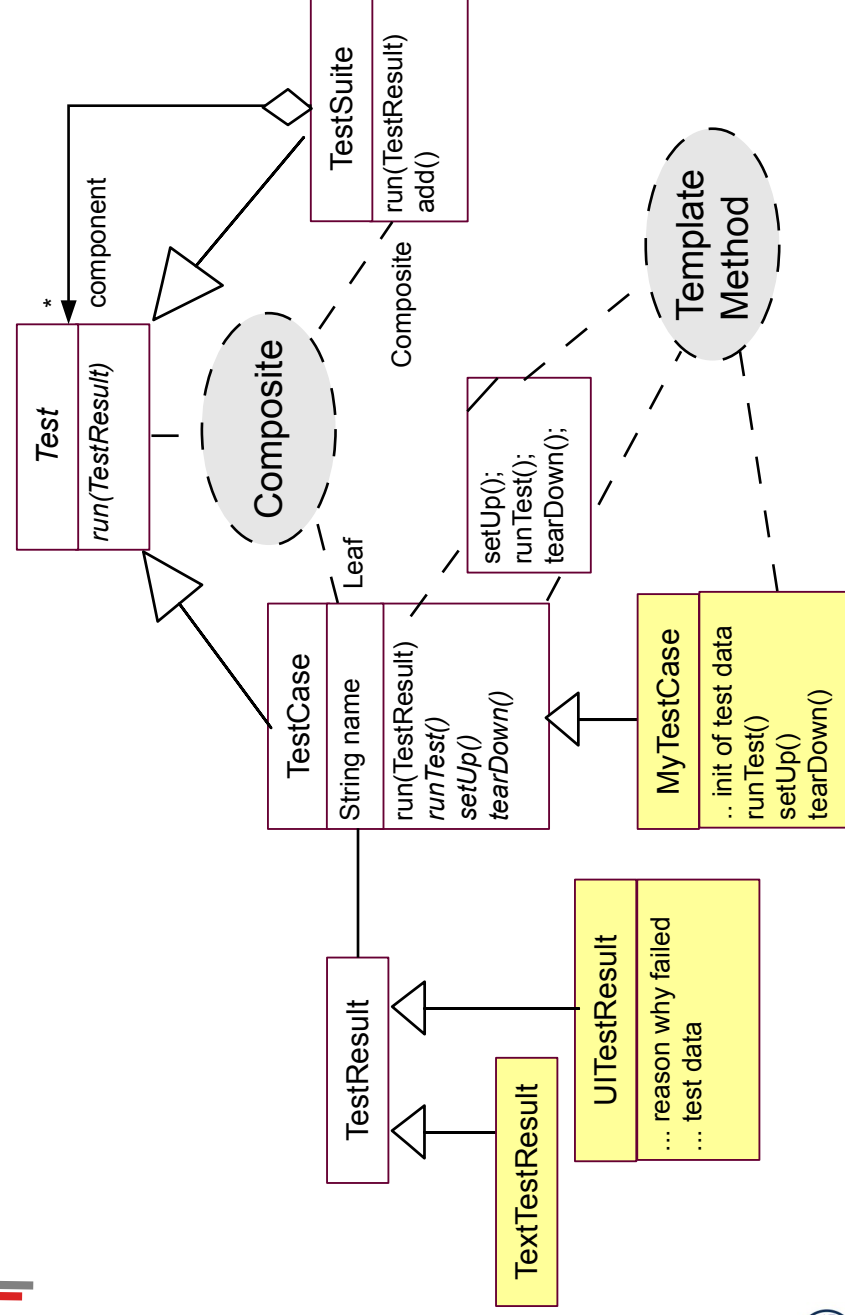 Test
run(TestResult)
*
component
TestSuite
run(TestResult)
add()
Composite
Composite
Leaf
TestCase
String name
run(TestResult)
runTest()
setUp()
tearDown()
setUp();
runTest();
tearDown();
Template
Method
TestResult
TextTestResult
UITestResult
... reason why failed
... test data
MyTestCase
.. init of test data
runTest()
setUp()
tearDown()